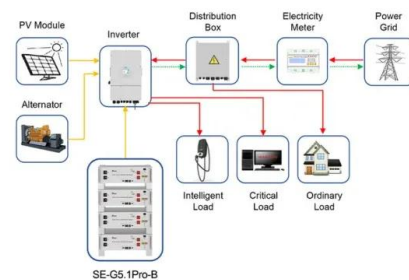 PV Module
Inverter
Distribution
Box
Electricity
Meter
Power
Grid
Alternator
Intelligent
Load
Critical
Load
Ordinary
Load
SE-G5.1Pro-B